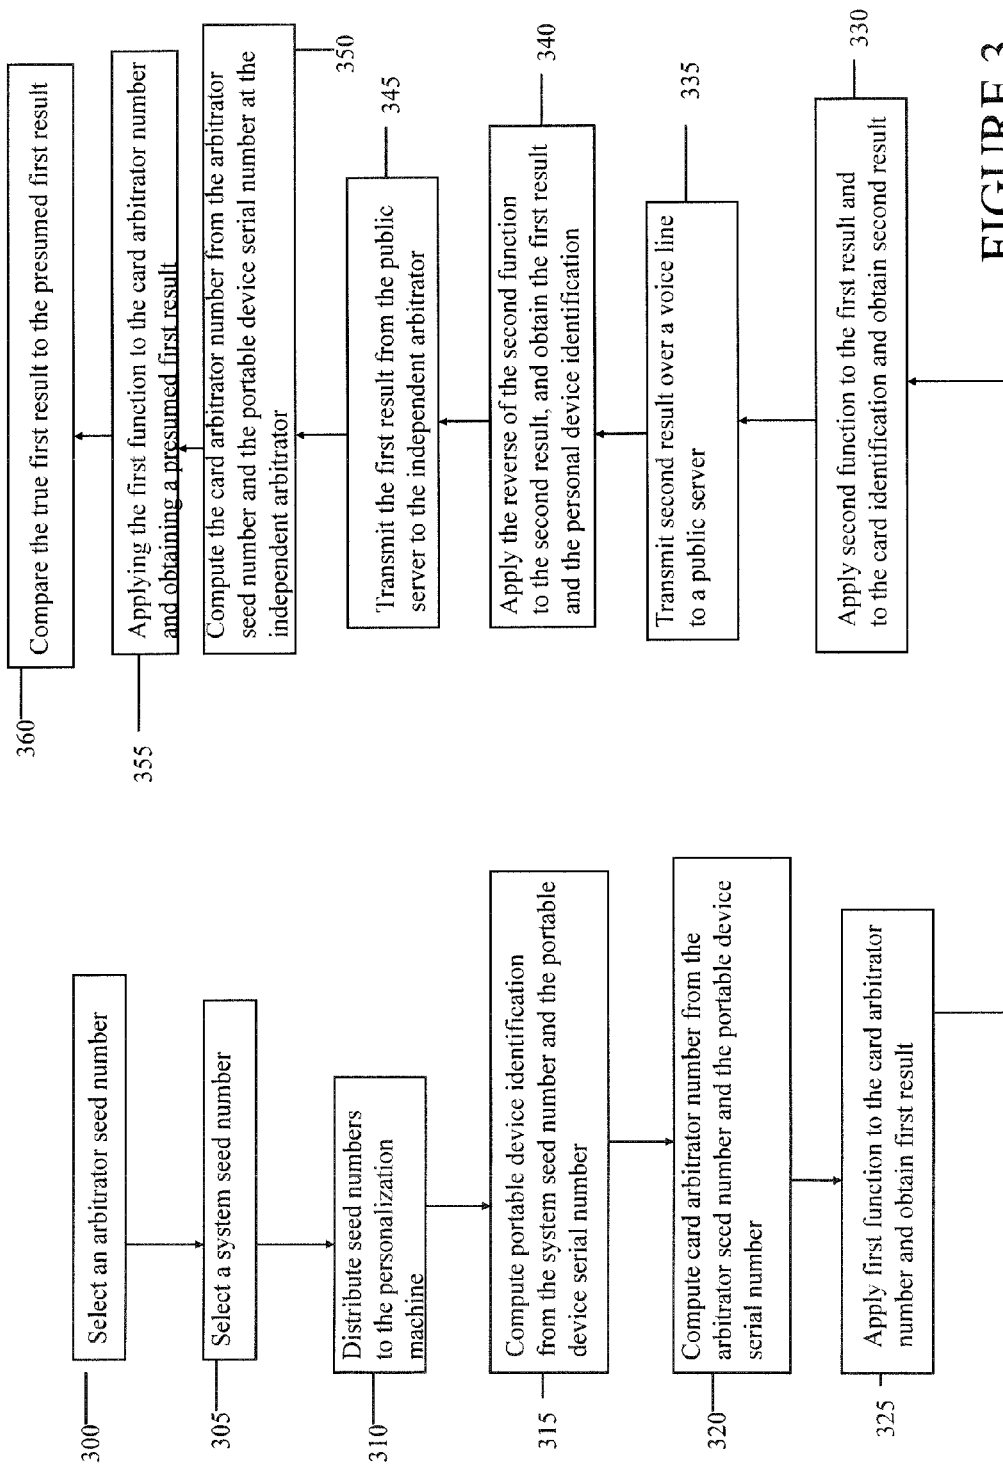 300
Select an arbitrator seed number
305
Select a system seed number
310
Distribute seed numbers
to the personalization
machine
315
Compute portable device identification
from the system seed number and the portable
device serial number
320
Compute card arbitrator number from the
arbitrator seed number and the portable device
serial number
325
Apply first function to the card arbitrator
number and obtain first result
330
Apply second function to the first result and
to the card identification and obtain second result
335
Transmit second result over a voice line
to a public server
340
Apply the reverse of the second function
to the second result, and obtain the first result
and the personal device identification
345
Transmit the first result from the public
server to the independent arbitrator
350
Compute the card arbitrator number from the arbitrator
seed number and the portable device serial number at the
independent arbitrator
355
Applying the first function to the card arbitrator number
and obtaining a presumed first result
360
Compare the true first result to the presumed first result
FIGURE 3